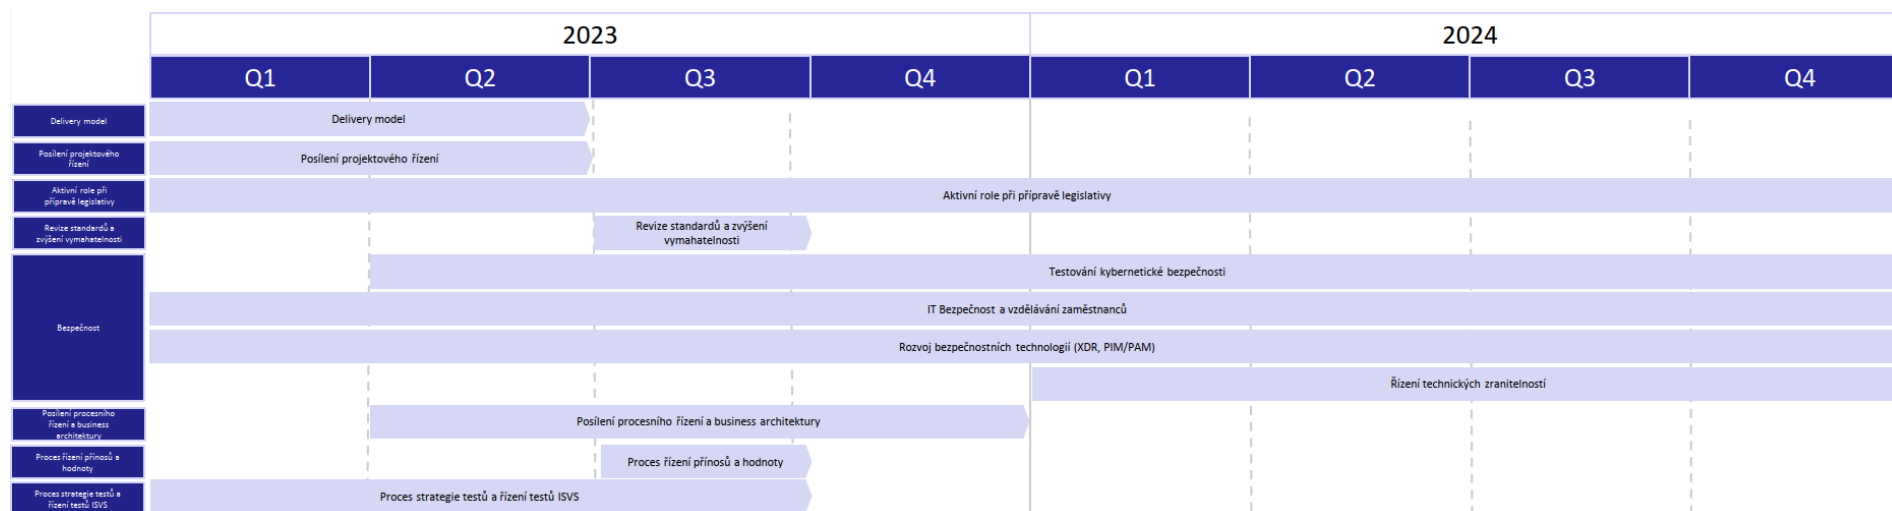 2023
2024
Q1
Q2
Q3
Q4
Q1
Q2
Q3
Q4
Delivery model
Delivery model
Posílení projektového
řízení
Posílení projektového řízení
Aktivní role při
přípravě legislativy
Aktivní role při přípravě legislativy
Revize standardů a
zvýšení vymahatelnosti
Revize standardů a zvýšení
vymahatelnosti
Bezpečnost
Testování kybernetické bezpečnosti
IT Bezpečnost a vzdělávání zaměstnanců
Rozvoj bezpečnostních technologií (XDR, PIM/PAM)
Řízení technických zranitelností
Posílení procesního
řízení a business
architektury
Posílení procesního řízení a business architektury
Proces řízení přínosů a
hodnoty
Proces řízení přínosů a hodnoty
Proces strategie testů a
řízení testů ISVS
Proces strategie testů a řízení testů ISVS